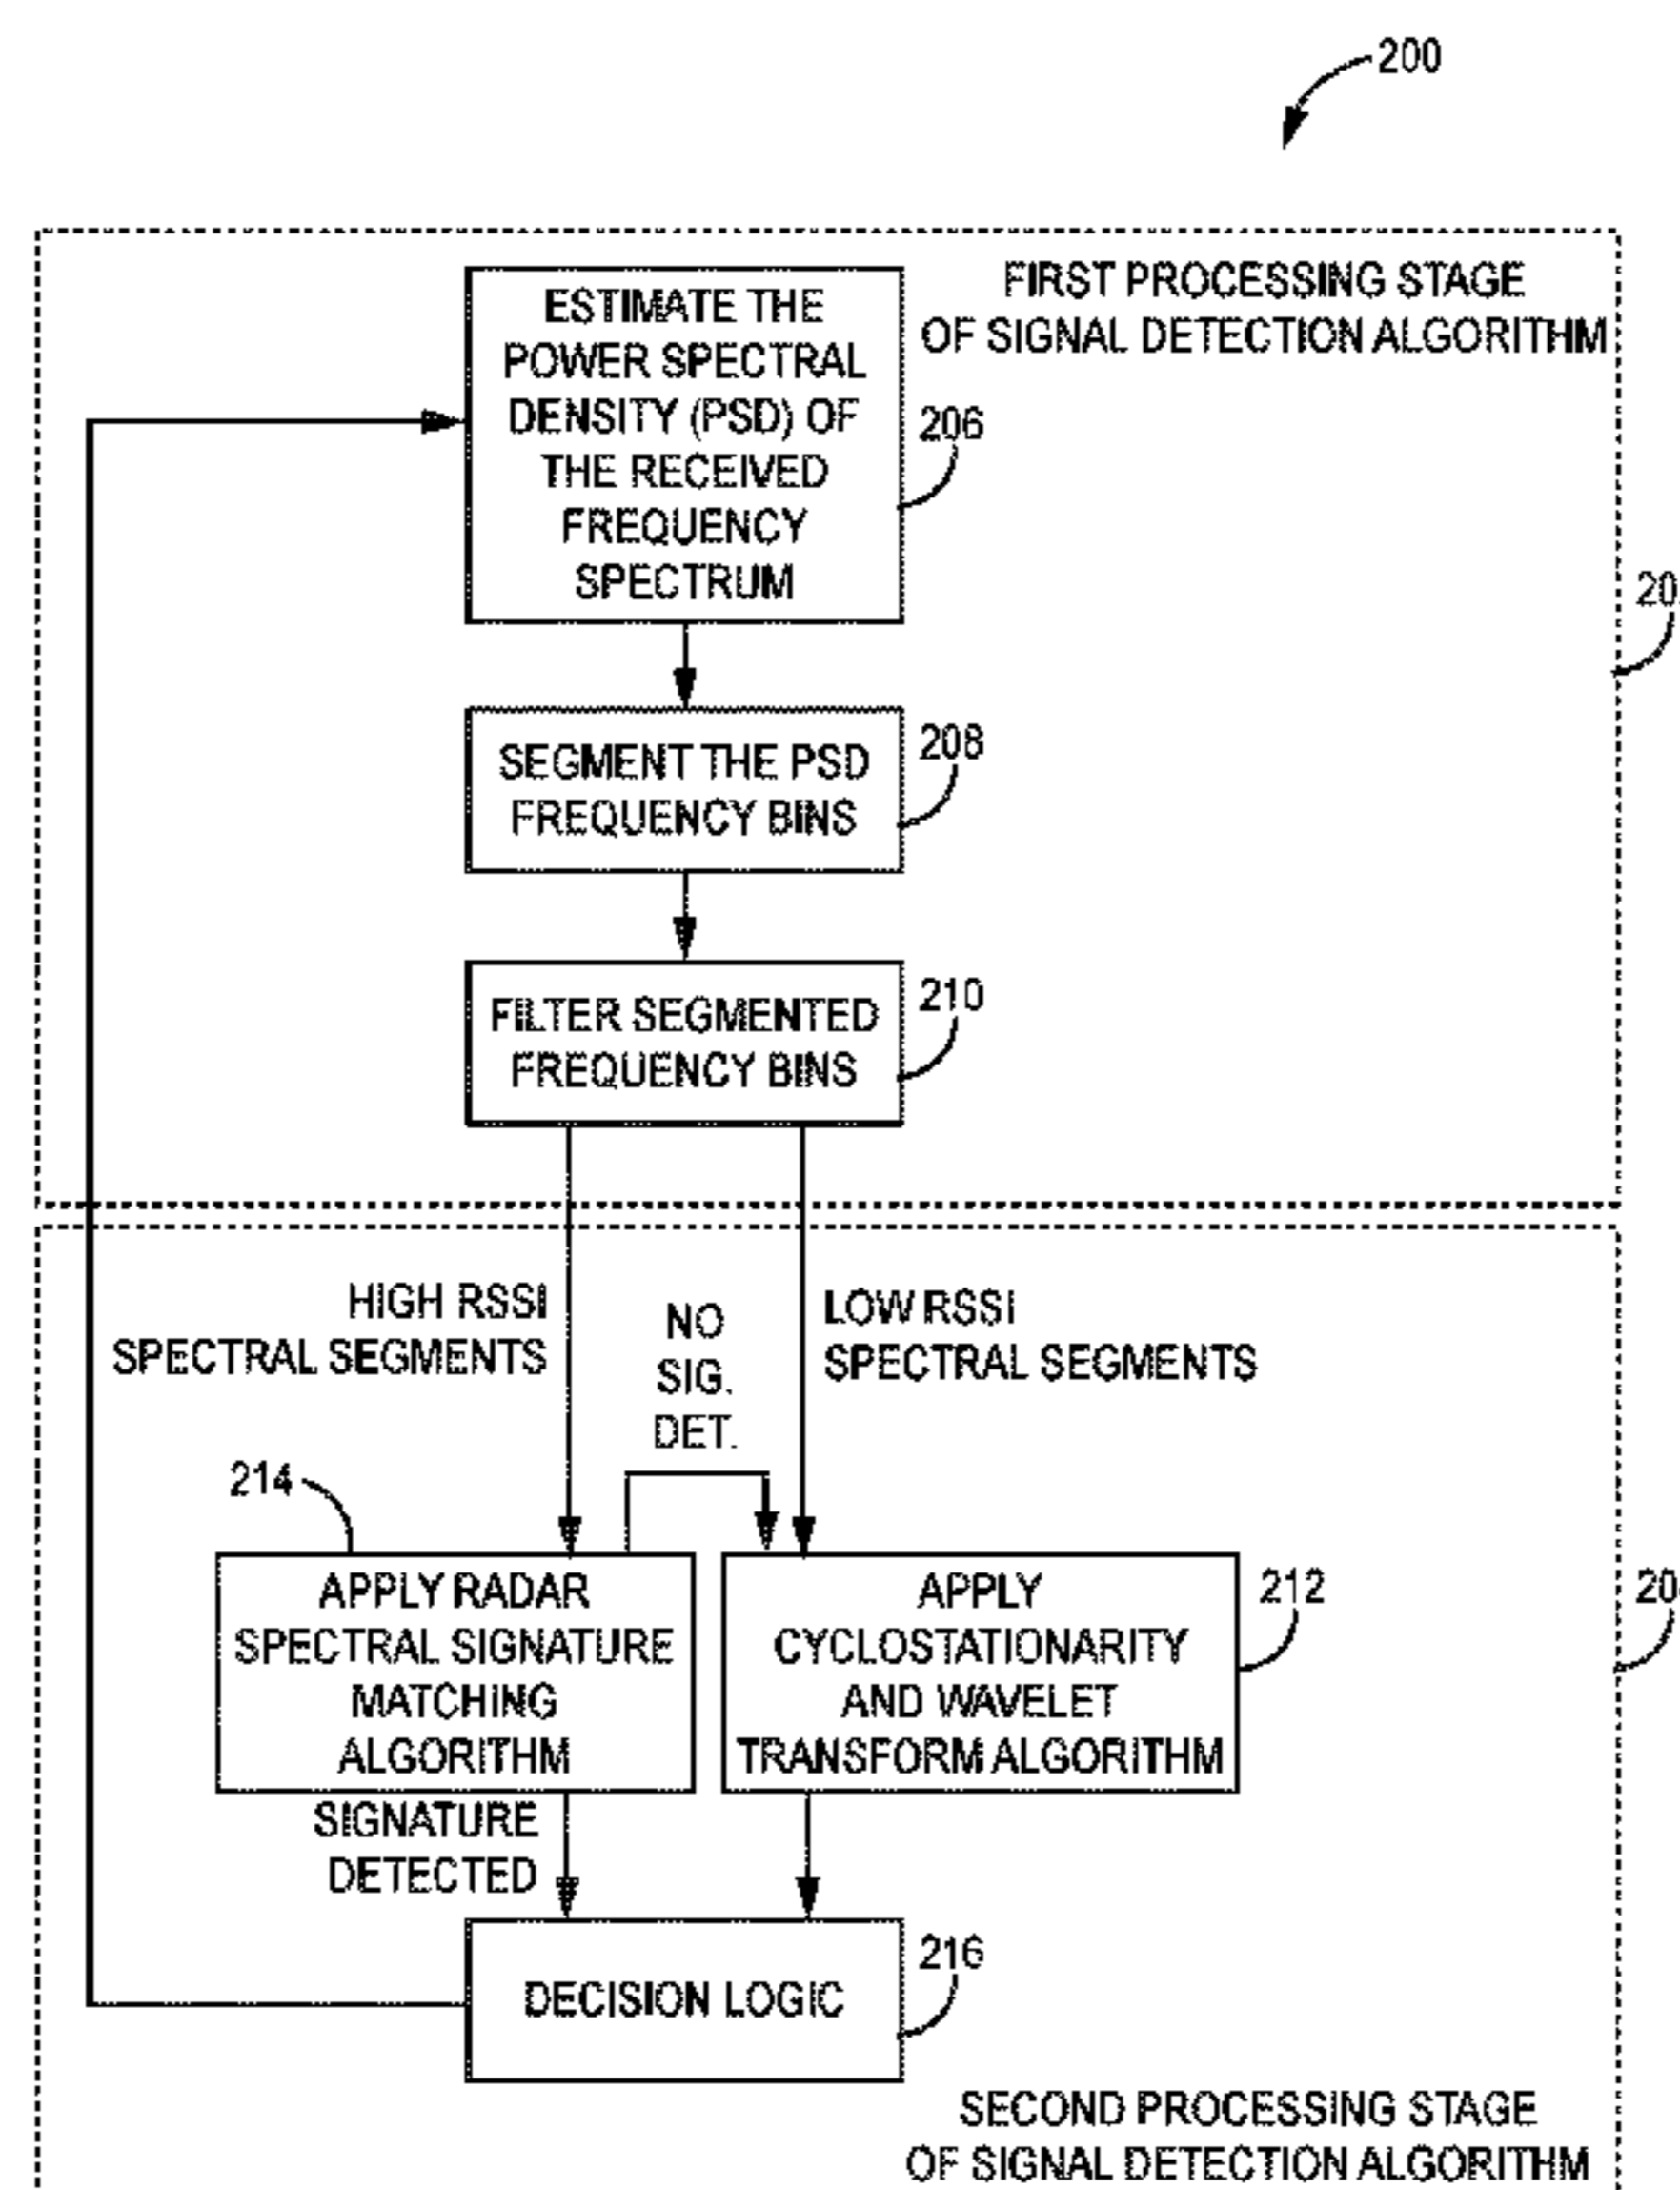 200
FIRST PROCESSING STAGE
OF SIGNAL DETECTION ALGORITHM
ESTIMATE THE
POWER SPECTRAL
DENSITY (PSD) OF
THE RECEIVED
FREQUENCY
SPECTRUM
206
SEGMENT THE PSD
FREQUENCY BINS
208
FILTER SEGMENTED
FREQUENCY BINS
210
HIGH RSSI
SPECTRAL SEGMENTS
NO
SIG.
DET.
LOW RSSI
SPECTRAL SEGMENTS
214
APPLY RADAR
SPECTRAL SIGNATURE
MATCHING
ALGORITHM
APPLY
CYCLOSTATIONARITY
AND WAVELET
TRANSFORM ALGORITHM
212
SIGNATURE
DETECTED
DECISION LOGIC
216
SECOND PROCESSING STAGE
OF SIGNAL DETECTION ALGORITHM